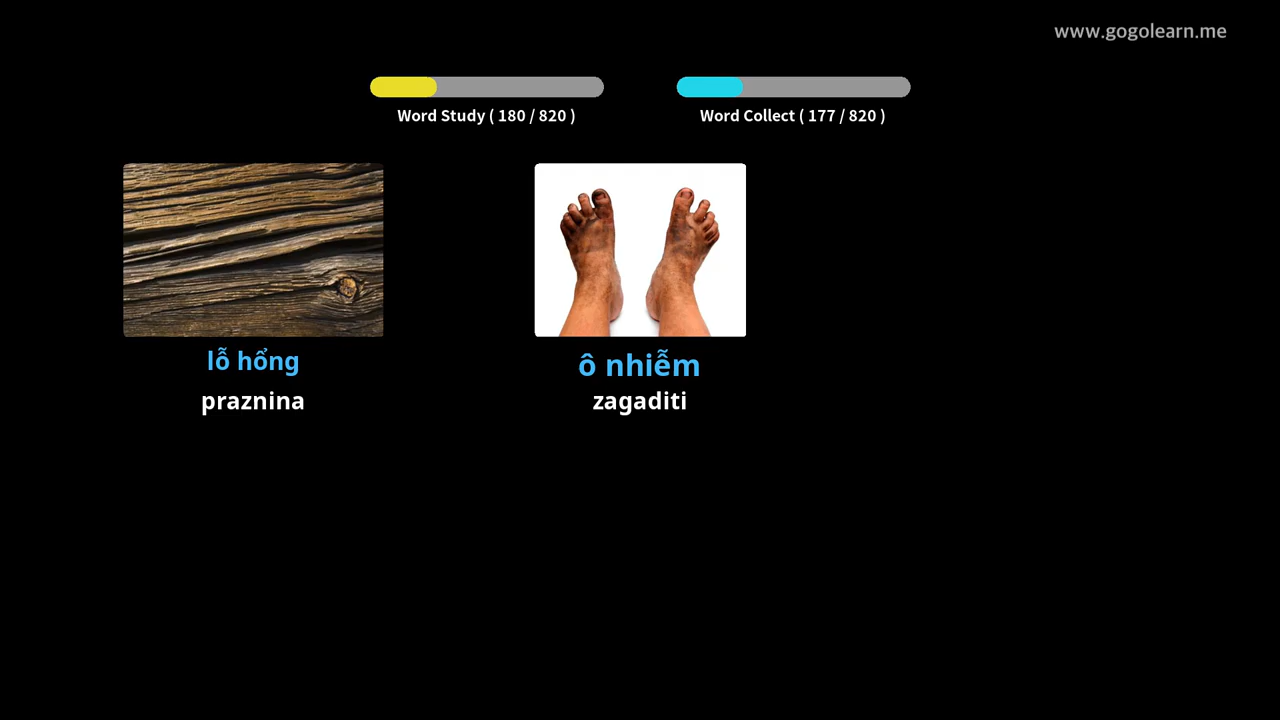 www.gogolearn.me
Word Study ( 180 / 820 )
Word Collect ( 177 / 820 )
lỗ hổng
praznina
ô nhiễm
zagaditi